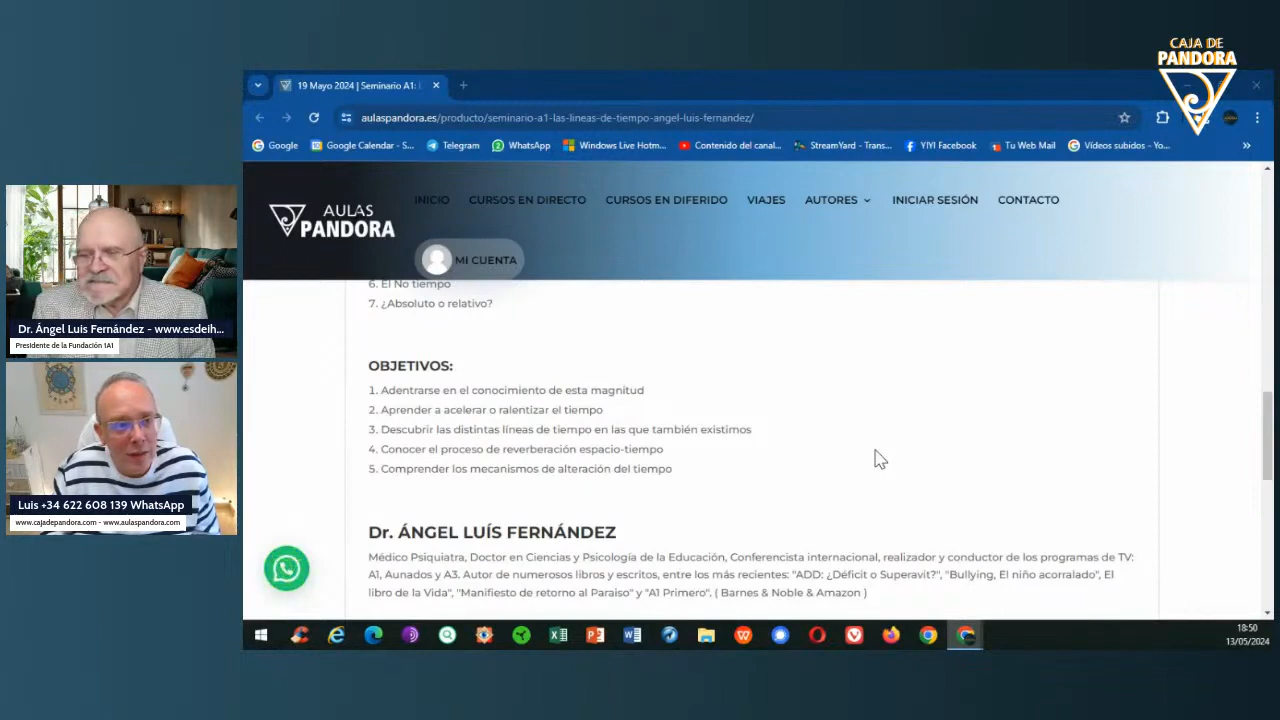 CAJA DE
PANDORA
19 Mayo 2024 | Seminario A1:
aulaspandora.es/producto/seminario-a1-las-lineas-de-tiempo-angel-luis-fernandez/
Google
Google Calendar - S...
Telegram
WhatsApp
Windows Live Hotm...
Contenido del canal...
StreamYard - Trans...
YIYI Facebook
Tu Web Mail
Vídeos subidos - Yo...
AULAS
PANDORA
INICIO
CURSOS EN DIRECTO
CURSOS EN DIFERIDO
VIAJES
AUTORES
INICIAR SESIÓN
CONTACTO
MI CUENTA
6. El No tiempo
7. ¿Absoluto o relativo?
OBJETIVOS:
1. Adentrarse en el conocimiento de esta magnitud
2. Aprender a acelerar o ralentizar el tiempo
3. Descubrir las distintas líneas de tiempo en las que también existimos
4. Conocer el proceso de reverberación espacio-tiempo
5. Comprender los mecanismos de alteración del tiempo
Dr. ÁNGEL LUÍS FERNÁNDEZ
Médico Psiquiatra, Doctor en Ciencias y Psicología de la Educación, Conferencista internacional, realizador y conductor de los programas de TV:
A1, Aunados y A3. Autor de numerosos libros y escritos, entre los más recientes: "ADD: ¿Déficit o Superavit?", "Bullying, El niño acorralado", El
libro de la Vida", "Manifiesto de retorno al Paraiso" y "A1 Primero". ( Barnes & Noble & Amazon )
Dr. Ángel Luis Fernández - www.esdeih...
Presidente de la Fundación 1A1
Luis +34 622 608 139 WhatsApp
www.cajadepandora.com - www.aulaspandora.com
18:50
13/05/2024